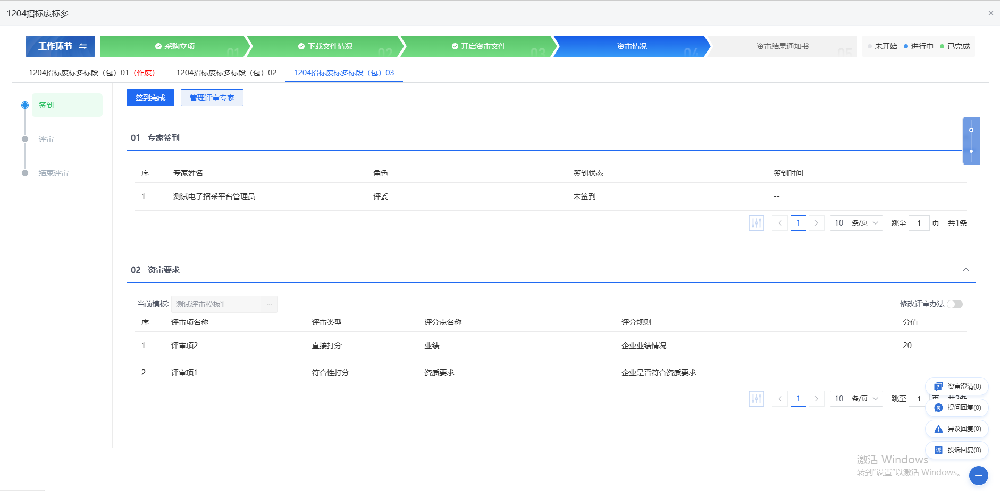 1204招标废标多
×
工作环节
采购立项 01
下载文件情况 02
开启资审文件 03
资审情况 04
资审结果通知书 05
未开始 进行中 已完成
1204招标废标多标段（包）01（作废） 1204招标废标多标段（包）02 1204招标废标多标段（包）03
签到
评审
结束评审
签到完成 管理评审专家
01 专家签到
序 专家姓名 角色 签到状态 签到时间
1 测试电子招采平台管理员 评委 未签到 --
1 10 条/页 跳至 1 页 共1条
02 资审要求
当前模板: 测试评审模板1 ... 修改评审办法
序 评审项名称 评审类型 评分点名称 评分规则 分值
1 评审项2 直接打分 业绩 企业业绩情况 20
2 评审项1 符合性打分 资质要求 企业是否符合资质要求 --
1 10 条/页 跳至 1 页 共2条
资审澄清(0)
问 提问回复(0)
异议回复(0)
诉 投诉回复(0)
激活 Windows
转到"设置"以激活 Windows。